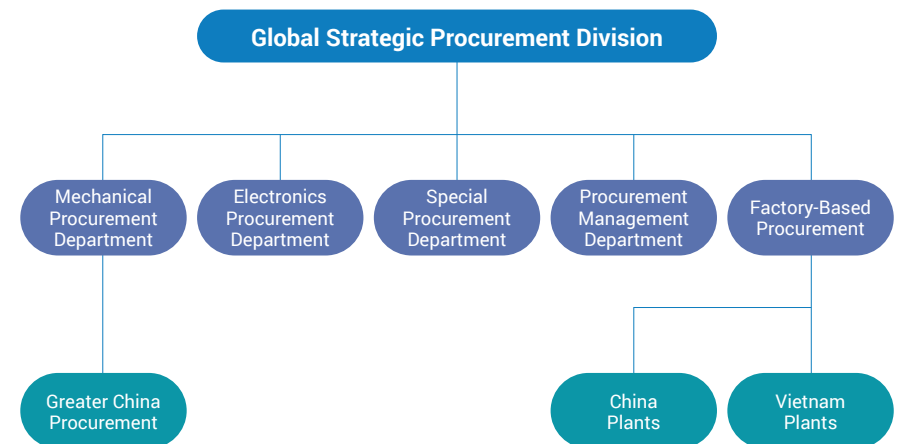 Global Strategic Procurement Division
Mechanical
Procurement
Department
Electronics
Procurement
Department
Special
Procurement
Department
Procurement
Management
Department
Factory-Based
Procurement
Greater China
Procurement
China
Plants
Vietnam
Plants